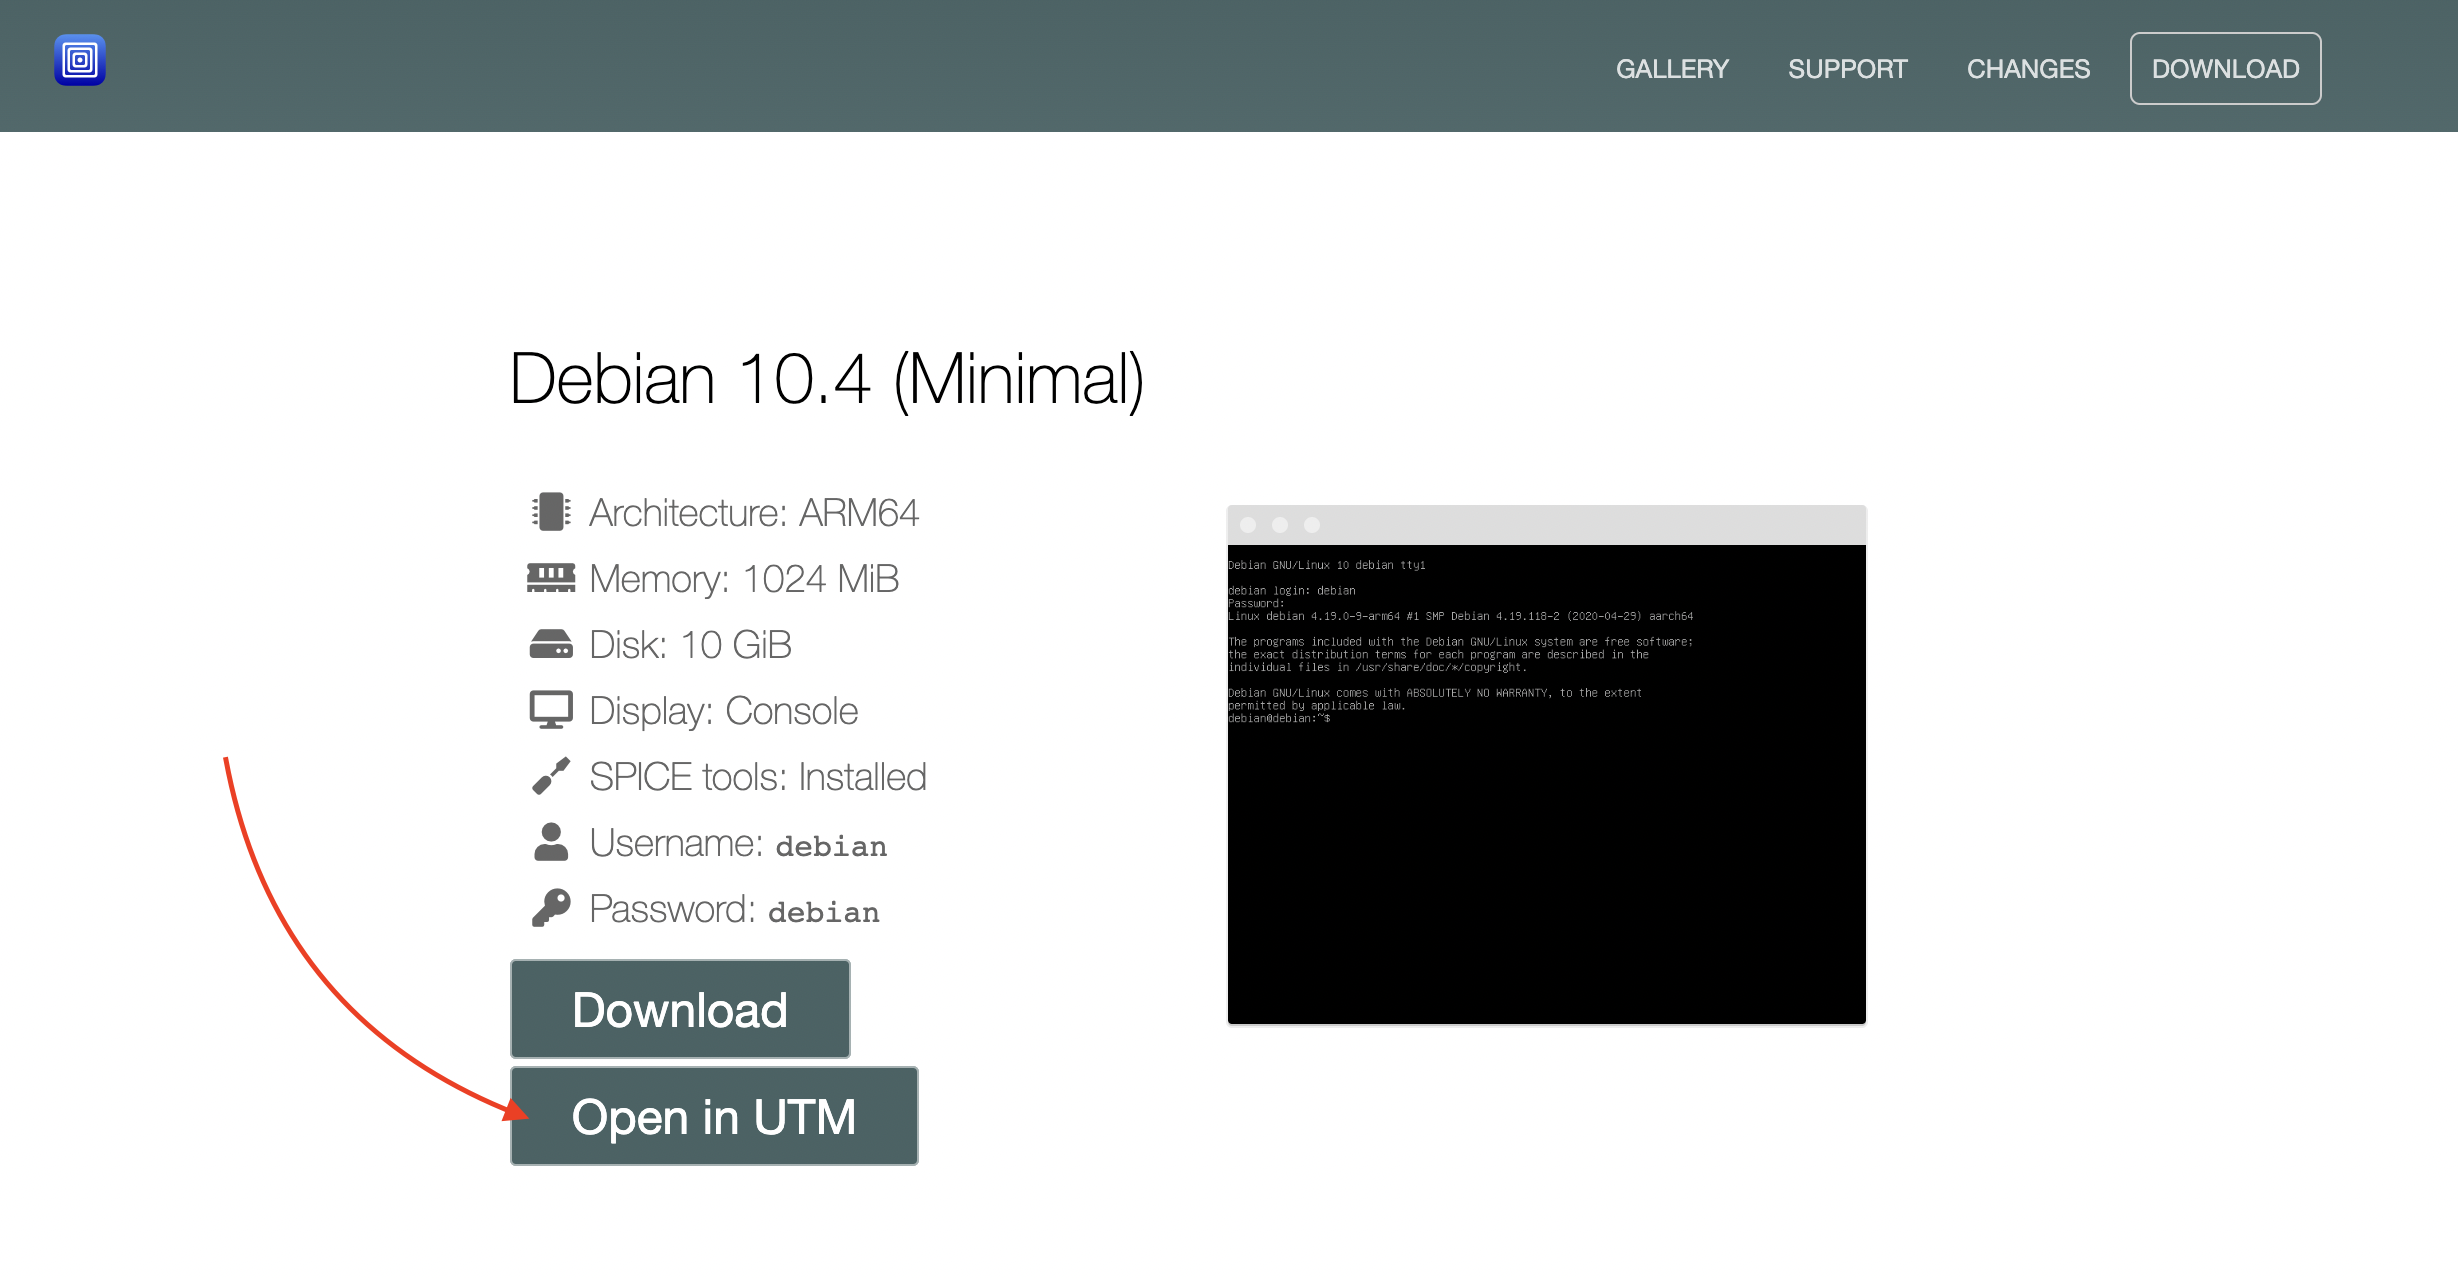 GALLERY SUPPORT CHANGES DOWNLOAD
Debian 10.4 (Minimal)
Architecture: ARM64
Memory: 1024 MiB
Disk: 10 GiB
Display: Console
SPICE tools: Installed
Username: debian
Password: debian
Download
Open in UTM
Debian GNU/Linux 10 debian tty1
debian login: debian
Password:
Linux debian 4.19.0-9-arm64 #1 SMP Debian 4.19.118-2 (2020-04-29) aarch64
The programs included with the Debian GNU/Linux system are free software;
the exact distribution terms for each program are described in the
individual files in /usr/share/doc/*/copyright.
Debian GNU/Linux comes with ABSOLUTELY NO WARRANTY, to the extent
permitted by applicable law.
debian@debian:~$